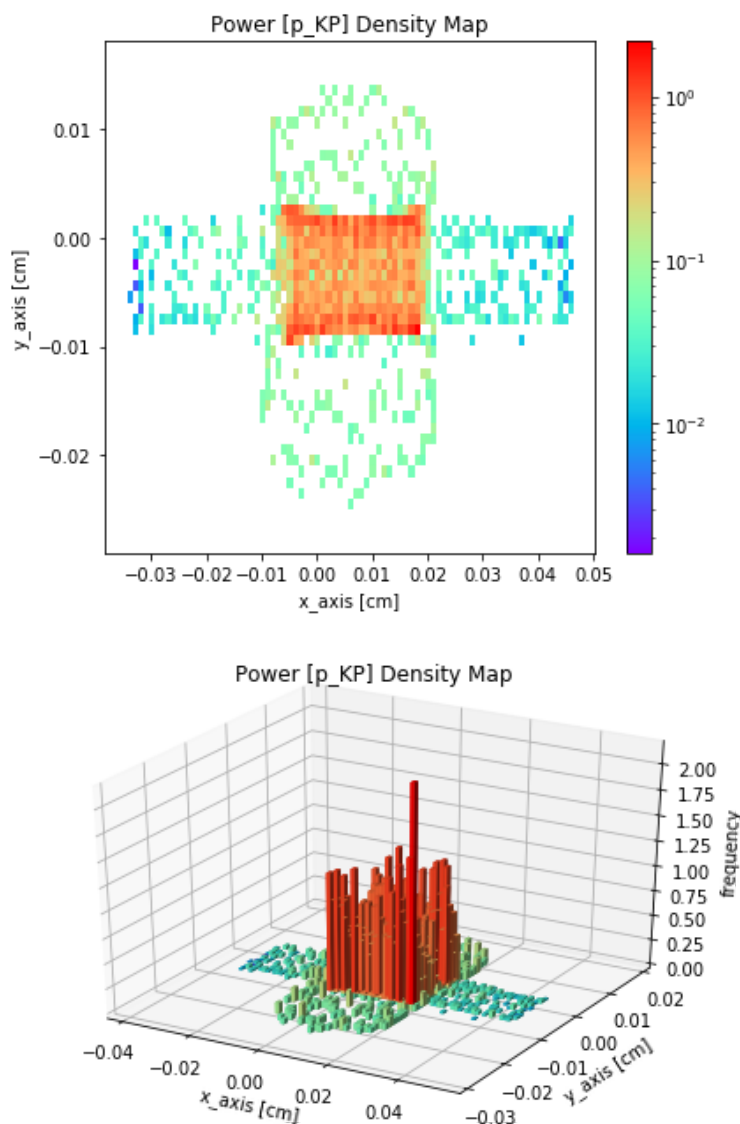 Power [p_KP] Density Map
0.01
0.00
−0.01
−0.02
y_axis [cm]
−0.03 −0.02 −0.01 0.00 0.01 0.02 0.03 0.04 0.05
x_axis [cm]
10⁰
10⁻¹
10⁻²
Power [p_KP] Density Map
2.00
1.75
1.50
1.25
1.00
0.75
0.50
0.25
0.00
frequency
−0.04 −0.02 0.00 0.02 0.04
x_axis [cm]
−0.03 −0.02 −0.01 0.00 0.01 0.02
y_axis [cm]